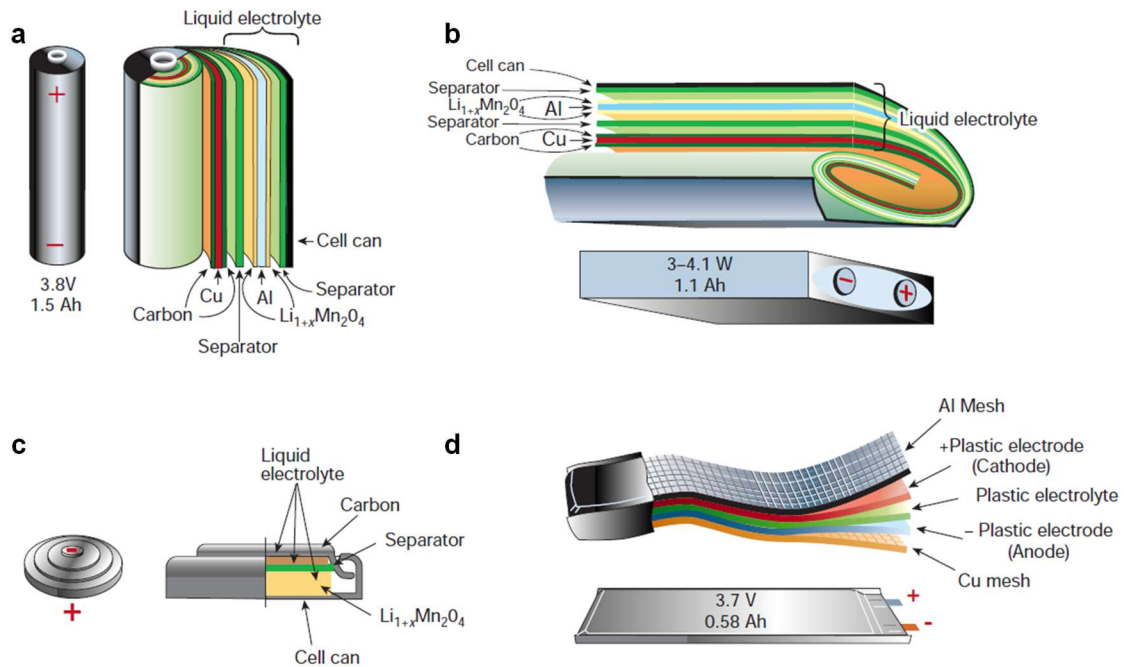 a
Liquid electrolyte
+
−
3.8V
1.5 Ah
Cell can
Separator
Cu
Al
Carbon
Li1+xMn2O4
Separator
b
Cell can
Separator
Li1+xMn2O4
Al
Separator
Carbon
Cu
Liquid electrolyte
3–4.1 W
1.1 Ah
−
+
c
Liquid
electrolyte
Carbon
Separator
−
+
Li1+xMn2O4
Cell can
d
Al Mesh
+Plastic electrode
(Cathode)
Plastic electrolyte
− Plastic electrode
(Anode)
Cu mesh
3.7 V
0.58 Ah
+
-